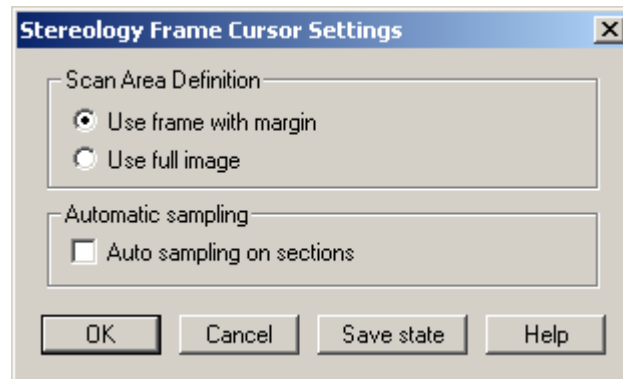 Stereology Frame Cursor Settings
Scan Area Definition
Use frame with margin
Use full image
Automatic sampling
Auto sampling on sections
OK Cancel Save state Help